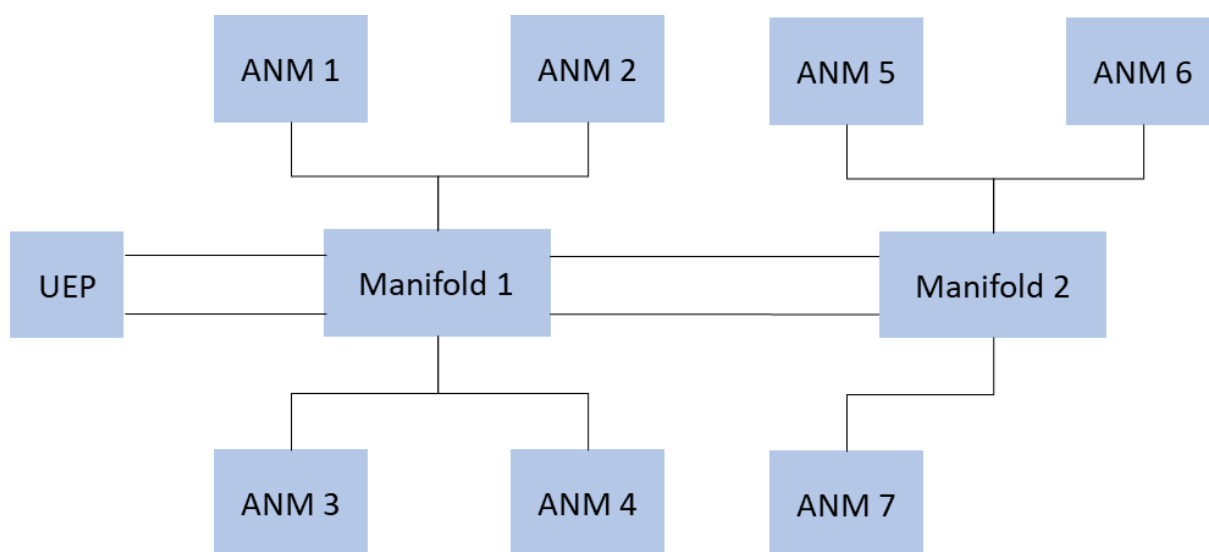 ANM 1
ANM 2
ANM 5
ANM 6
UEP
Manifold 1
Manifold 2
ANM 3
ANM 4
ANM 7